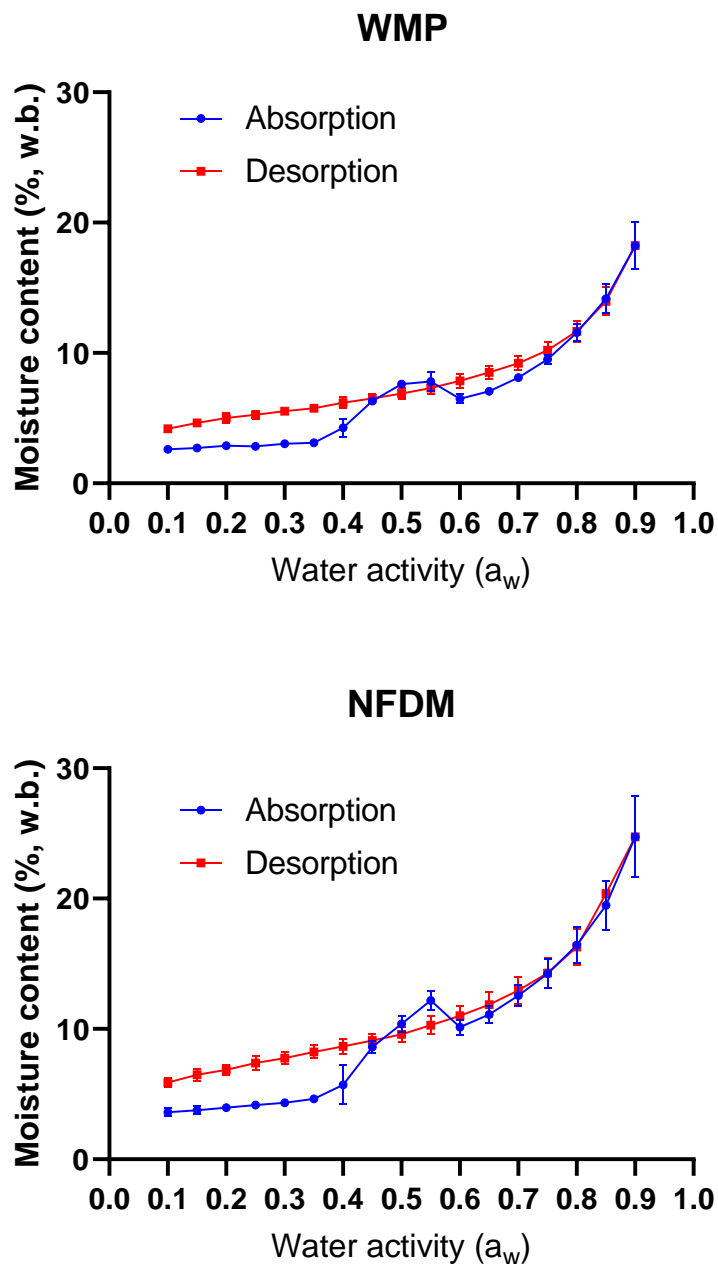 WMP
Moisture content (%, w.b.)
30
20
10
0
Absorption
Desorption
0.0 0.1 0.2 0.3 0.4 0.5 0.6 0.7 0.8 0.9 1.0
Water activity (a_w)
NFDM
Moisture content (%, w.b.)
30
20
10
0
Absorption
Desorption
0.0 0.1 0.2 0.3 0.4 0.5 0.6 0.7 0.8 0.9 1.0
Water activity (a_w)